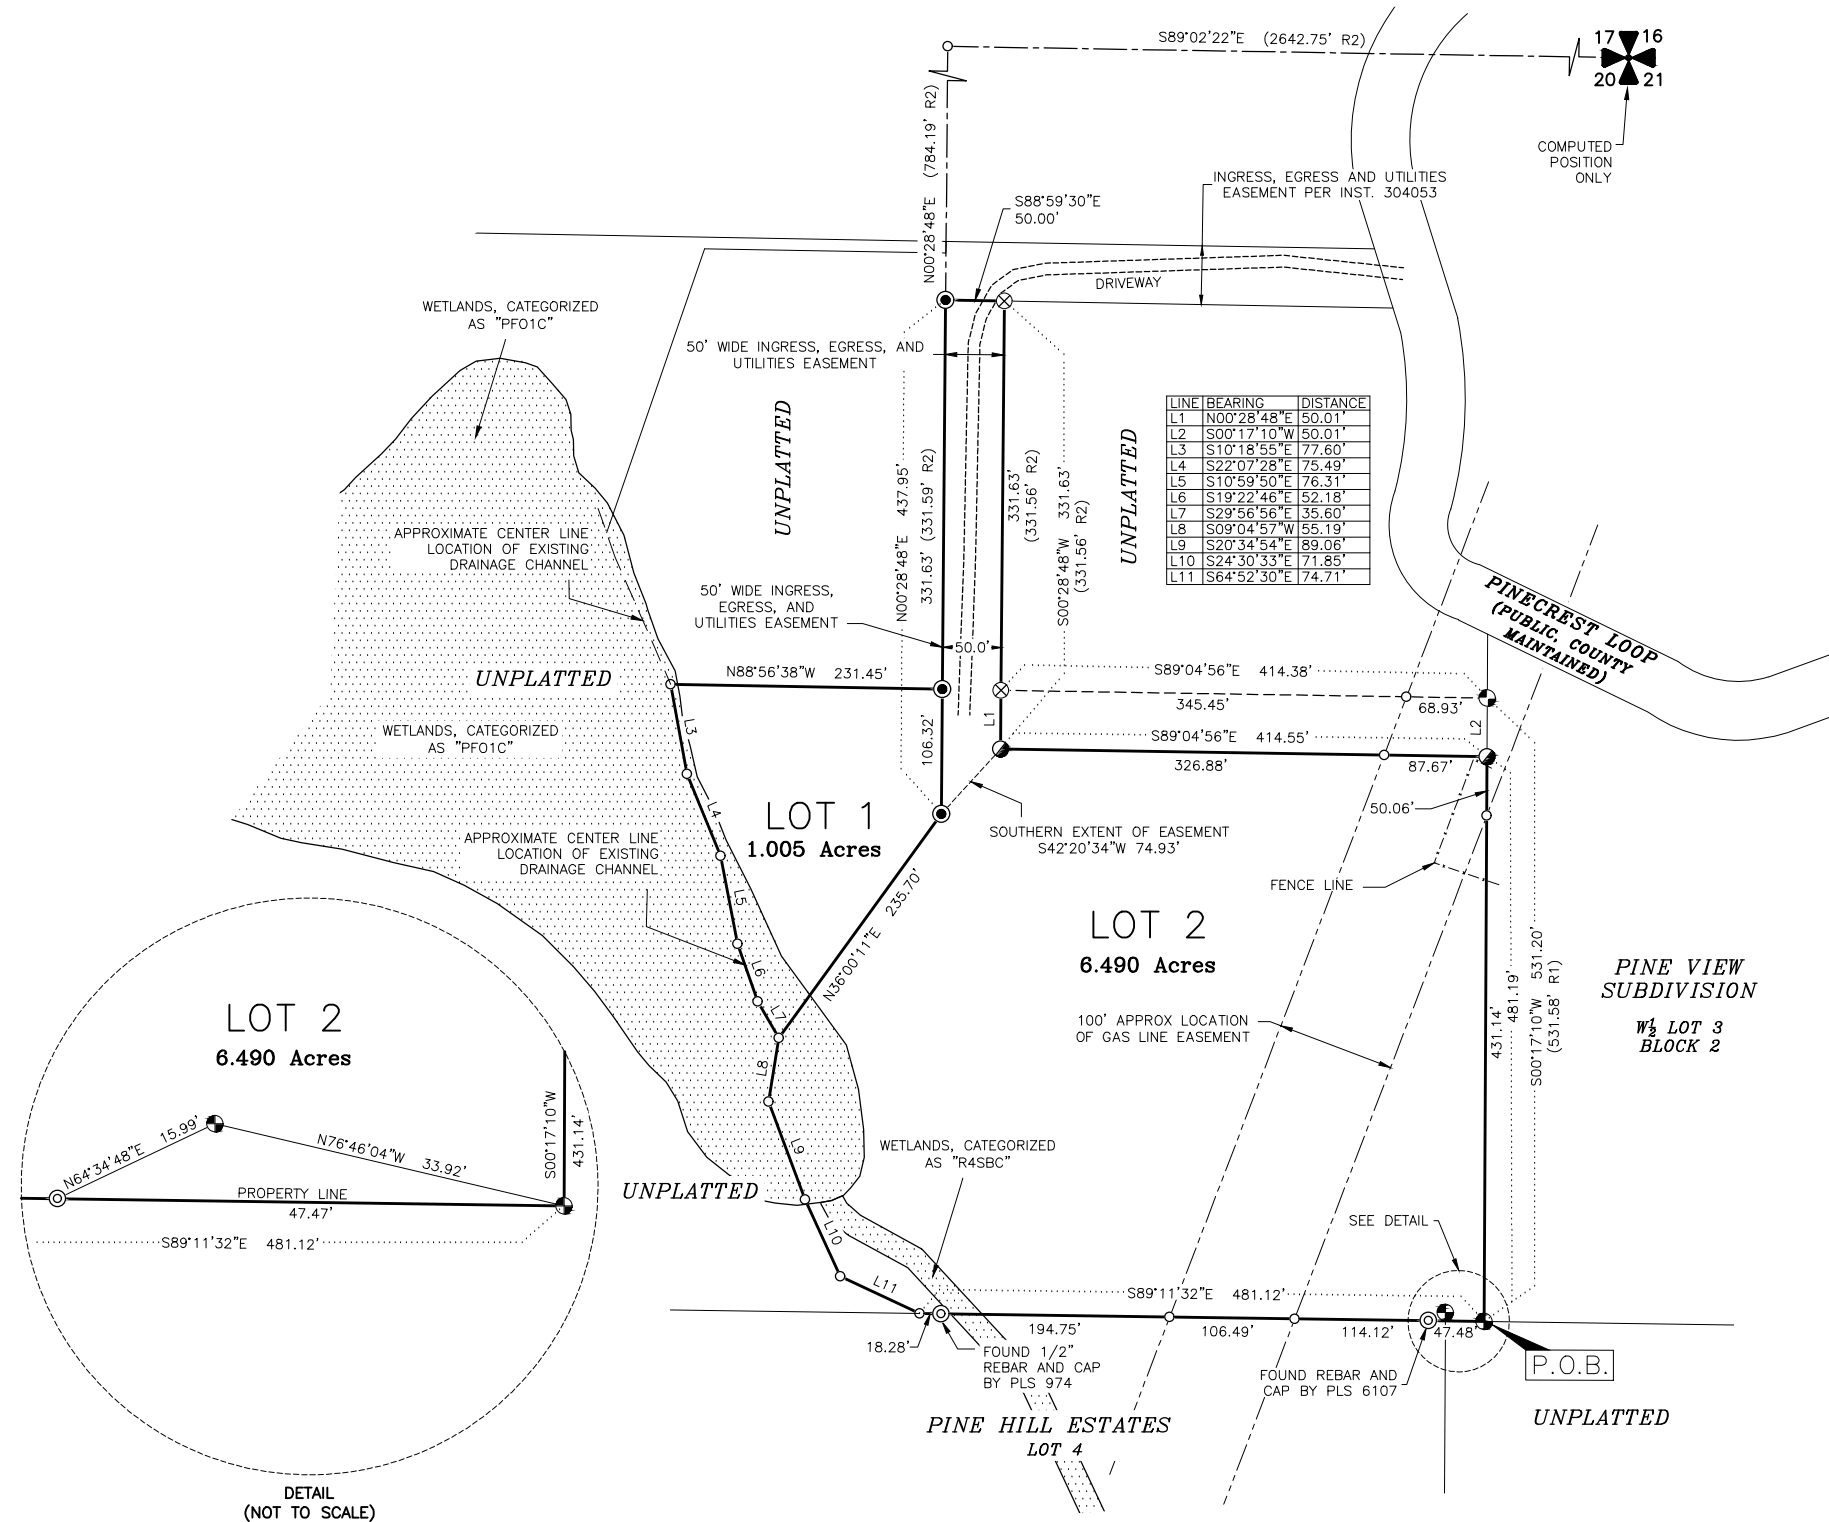 S89°02'22"E (2642.75' R2)
17 16
20 21
COMPUTED
POSITION
ONLY
N00°28'48"E (784.19' R2)
INGRESS, EGRESS AND UTILITIES
EASEMENT PER INST. 304053
S88°59'30"E
50.00'
DRIVEWAY
WETLANDS, CATEGORIZED
AS "PFO1C"
50' WIDE INGRESS, EGRESS, AND
UTILITIES EASEMENT
UNPLATTED
N00°28'48"E 437.95'
331.63' (331.59' R2)
331.63'
(331.56' R2)
S00°28'48"W 331.63'
(331.56' R2)
UNPLATTED
LINE BEARING DISTANCE
L1 N00°28'48"E 50.01'
L2 S00°17'10"W 50.01'
L3 S10°18'55"E 77.60'
L4 S22°07'28"E 75.49'
L5 S10°59'50"E 76.31'
L6 S19°22'46"E 52.18'
L7 S29°56'56"E 35.60'
L8 S09°04'57"W 55.19'
L9 S20°34'54"E 89.06'
L10 S24°30'33"E 71.85'
L11 S64°52'30"E 74.71'
APPROXIMATE CENTER LINE
LOCATION OF EXISTING
DRAINAGE CHANNEL
50' WIDE INGRESS,
EGRESS, AND
UTILITIES EASEMENT
50.0'
PINECREST LOOP
(PUBLIC, COUNTY
MAINTAINED)
UNPLATTED
N88°56'38"W 231.45'
S89°04'56"E 414.38'
345.45'
68.93'
L1
L2
L3
106.32'
WETLANDS, CATEGORIZED
AS "PFO1C"
S89°04'56"E 414.55'
326.88'
87.67'
50.06'
L4
LOT 1
1.005 Acres
APPROXIMATE CENTER LINE
LOCATION OF EXISTING
DRAINAGE CHANNEL
SOUTHERN EXTENT OF EASEMENT
S42°20'34"W 74.93'
FENCE LINE
L5
235.70'
N36°00'11"E
LOT 2
6.490 Acres
L6
L7
L8
100' APPROX LOCATION
OF GAS LINE EASEMENT
431.14'
481.19'
S00°17'10"W 531.20'
(531.58' R1)
PINE VIEW
SUBDIVISION
W½ LOT 3
BLOCK 2
LOT 2
6.490 Acres
N64°34'48"E 15.99'
N76°46'04"W 33.92'
S00°17'10"W
431.14'
PROPERTY LINE
47.47'
S89°11'32"E 481.12'
DETAIL
(NOT TO SCALE)
L9
UNPLATTED
WETLANDS, CATEGORIZED
AS "R4SBC"
L10
L11
SEE DETAIL
S89°11'32"E 481.12'
18.28'
194.75'
106.49'
114.12'
47.48'
FOUND 1/2"
REBAR AND CAP
BY PLS 974
FOUND REBAR AND
CAP BY PLS 6107
P.O.B.
UNPLATTED
PINE HILL ESTATES
LOT 4